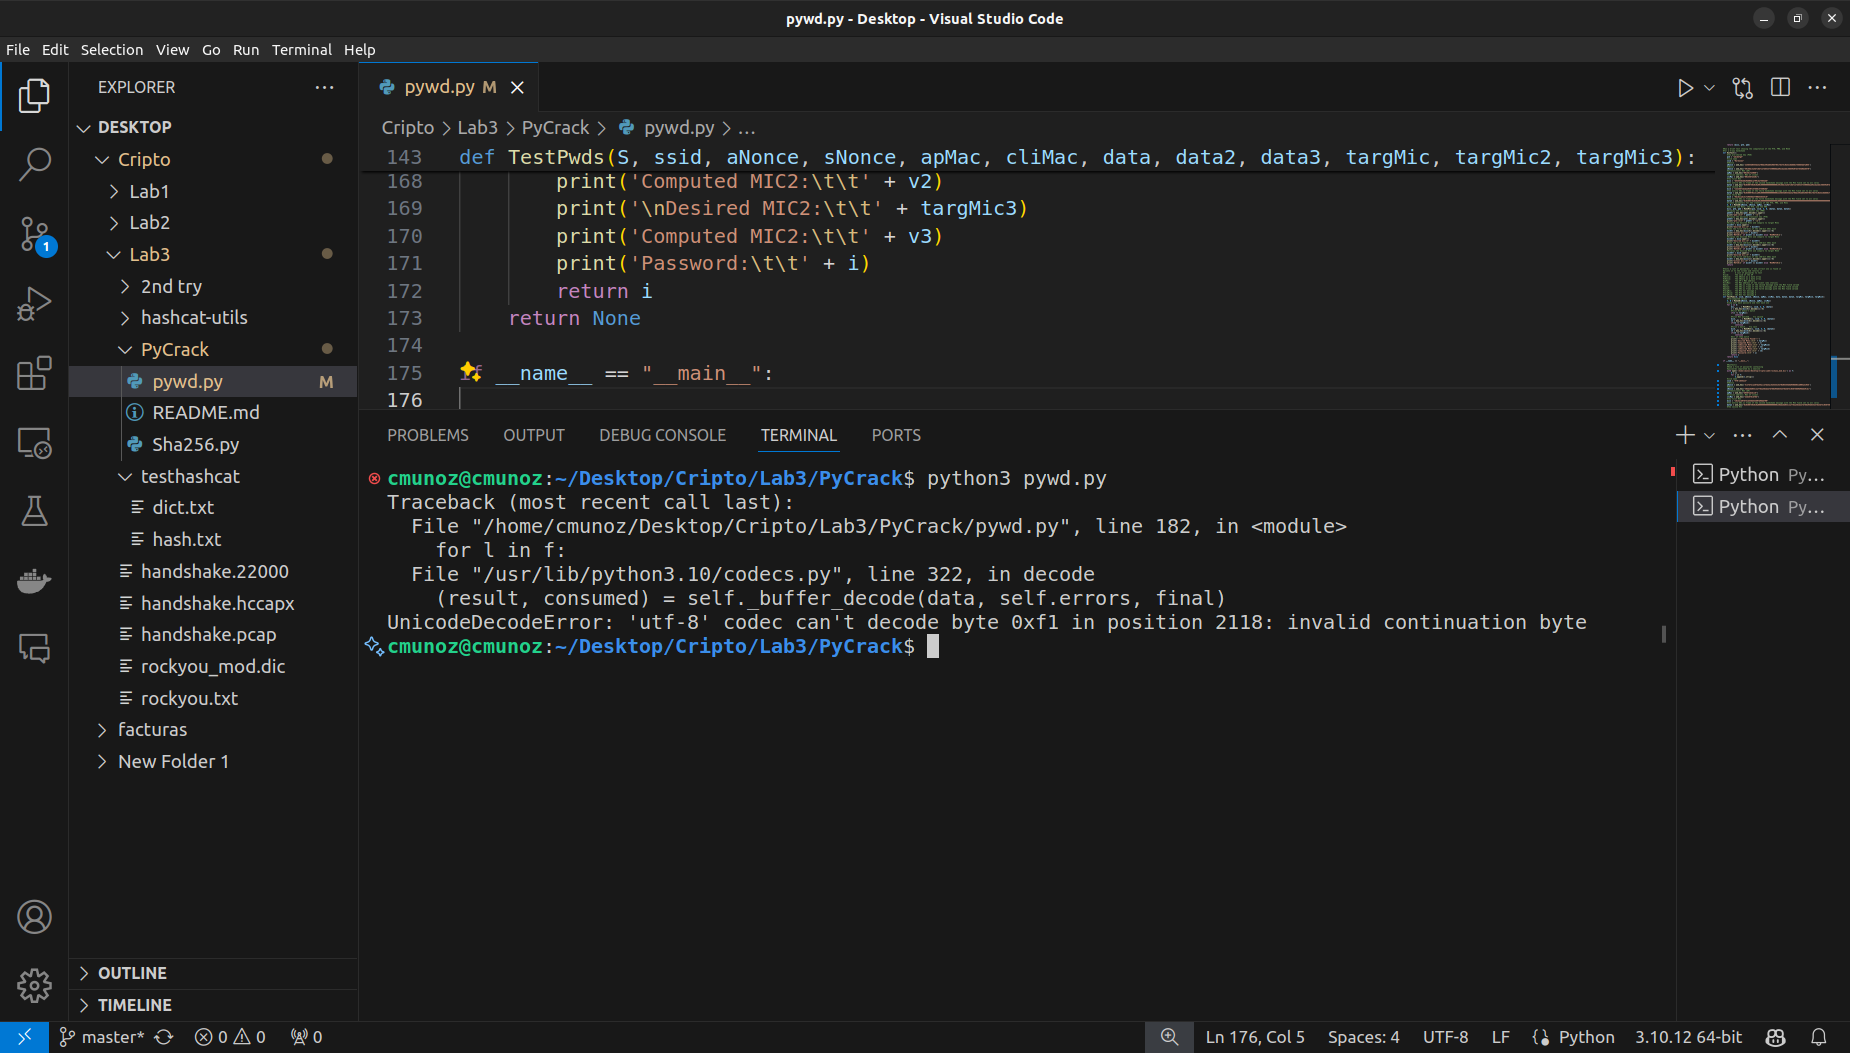 pywd.py - Desktop - Visual Studio Code
File Edit Selection View Go Run Terminal Help
EXPLORER
DESKTOP
Cripto
Lab1
Lab2
Lab3
2nd try
hashcat-utils
PyCrack
pywd.py M
README.md
Sha256.py
testhashcat
dict.txt
hash.txt
handshake.22000
handshake.hccapx
handshake.pcap
rockyou_mod.dic
rockyou.txt
facturas
New Folder 1
OUTLINE
TIMELINE
1
pywd.py M
Cripto > Lab3 > PyCrack > pywd.py > ...
143 def TestPwds(S, ssid, aNonce, sNonce, apMac, cliMac, data, data2, data3, targMic, targMic2, targMic3):
168 print('Computed MIC2:\t\t' + v2)
169 print('\nDesired MIC2:\t\t' + targMic3)
170 print('Computed MIC2:\t\t' + v3)
171 print('Password:\t\t' + i)
172 return i
173 return None
174
175 if __name__ == "__main__":
176
PROBLEMS OUTPUT DEBUG CONSOLE TERMINAL PORTS
cmunoz@cmunoz:~/Desktop/Cripto/Lab3/PyCrack$ python3 pywd.py
Traceback (most recent call last):
File "/home/cmunoz/Desktop/Cripto/Lab3/PyCrack/pywd.py", line 182, in <module>
for l in f:
File "/usr/lib/python3.10/codecs.py", line 322, in decode
(result, consumed) = self._buffer_decode(data, self.errors, final)
UnicodeDecodeError: 'utf-8' codec can't decode byte 0xf1 in position 2118: invalid continuation byte
cmunoz@cmunoz:~/Desktop/Cripto/Lab3/PyCrack$
Python Py...
Python Py...
master* 0 0 0
Ln 176, Col 5 Spaces: 4 UTF-8 LF Python 3.10.12 64-bit